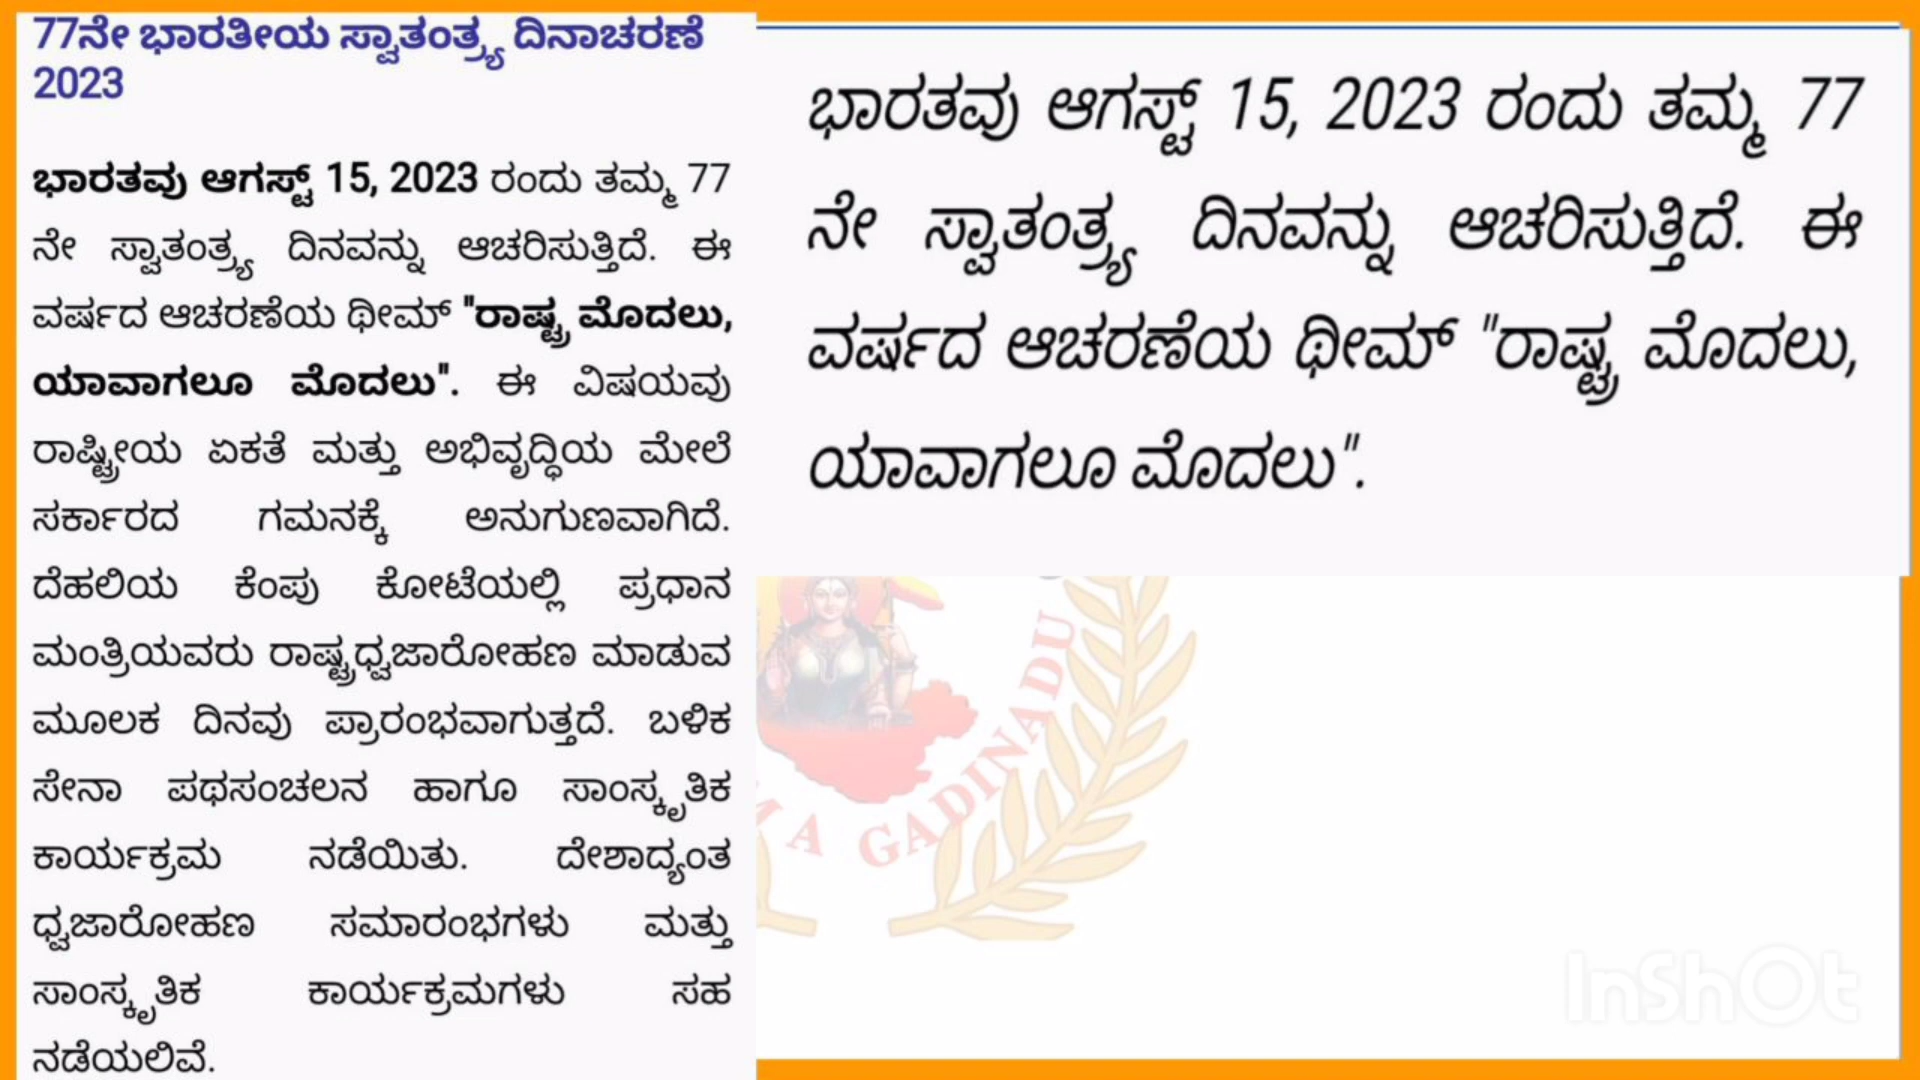 77ನೇ ಭಾರತೀಯ ಸ್ವಾತಂತ್ರ್ಯ ದಿನಾಚರಣೆ
2023
ಭಾರತವು ಆಗಸ್ಟ್ 15, 2023 ರಂದು ತಮ್ಮ 77
ನೇ ಸ್ವಾತಂತ್ರ್ಯ ದಿನವನ್ನು ಆಚರಿಸುತ್ತಿದೆ. ಈ
ವರ್ಷದ ಆಚರಣೆಯ ಥೀಮ್ "ರಾಷ್ಟ್ರ ಮೊದಲು,
ಯಾವಾಗಲೂ ಮೊದಲು". ಈ ವಿಷಯವು
ರಾಷ್ಟ್ರೀಯ ಏಕತೆ ಮತ್ತು ಅಭಿವೃದ್ಧಿಯ ಮೇಲೆ
ಸರ್ಕಾರದ ಗಮನಕ್ಕೆ ಅನುಗುಣವಾಗಿದೆ.
ದೆಹಲಿಯ ಕೆಂಪು ಕೋಟೆಯಲ್ಲಿ ಪ್ರಧಾನ
ಮಂತ್ರಿಯವರು ರಾಷ್ಟ್ರಧ್ವಜಾರೋಹಣ ಮಾಡುವ
ಮೂಲಕ ದಿನವು ಪ್ರಾರಂಭವಾಗುತ್ತದೆ. ಬಳಿಕ
ಸೇನಾ ಪಥಸಂಚಲನ ಹಾಗೂ ಸಾಂಸ್ಕೃತಿಕ
ಕಾರ್ಯಕ್ರಮ ನಡೆಯಿತು. ದೇಶಾದ್ಯಂತ
ಧ್ವಜಾರೋಹಣ ಸಮಾರಂಭಗಳು ಮತ್ತು
ಸಾಂಸ್ಕೃತಿಕ ಕಾರ್ಯಕ್ರಮಗಳು ಸಹ
ನಡೆಯಲಿವೆ.
ಭಾರತವು ಆಗಸ್ಟ್ 15, 2023 ರಂದು ತಮ್ಮ 77
ನೇ ಸ್ವಾತಂತ್ರ್ಯ ದಿನವನ್ನು ಆಚರಿಸುತ್ತಿದೆ. ಈ
ವರ್ಷದ ಆಚರಣೆಯ ಥೀಮ್ "ರಾಷ್ಟ್ರ ಮೊದಲು,
ಯಾವಾಗಲೂ ಮೊದಲು".
GADINADU
InShOt